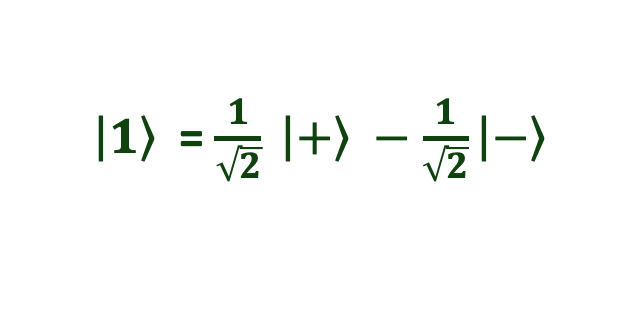 |1⟩ = 1/√2 |+⟩ − 1/√2 |−⟩